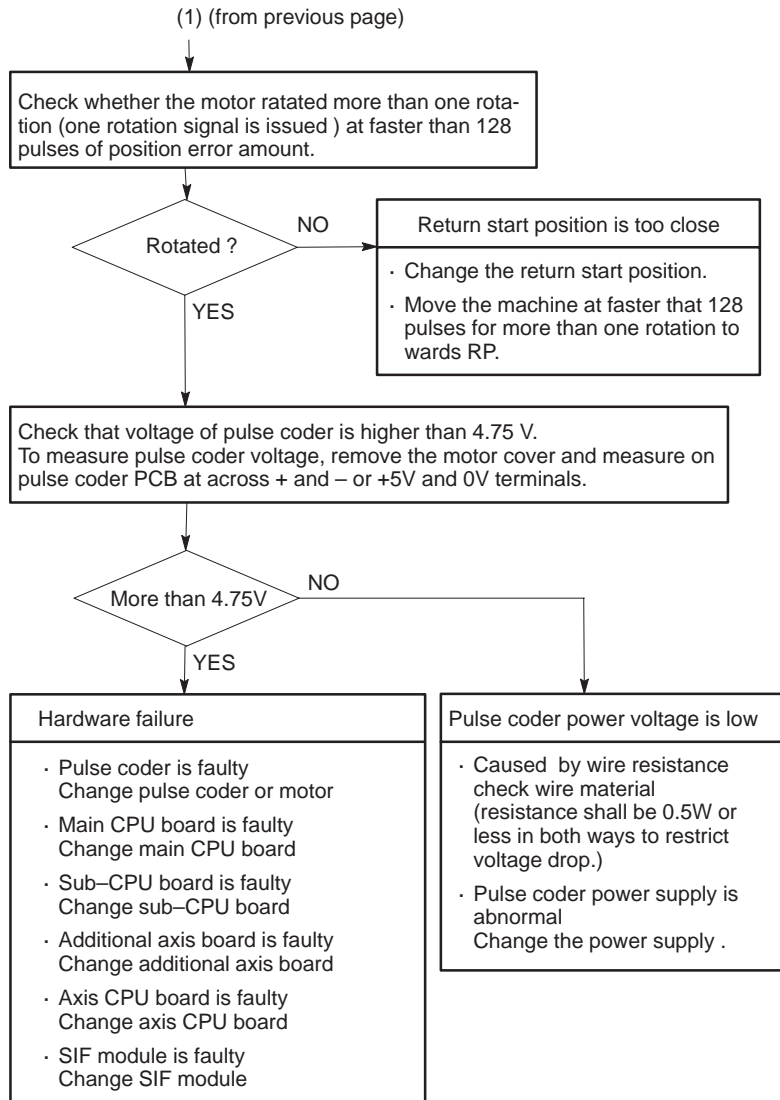 (1) (from previous page)
Check whether the motor ratated more than one rota-
tion (one rotation signal is issued ) at faster than 128
pulses of position error amount.
Rotated ?
NO
YES
Return start position is too close
· Change the return start position.
· Move the machine at faster that 128
pulses for more than one rotation to
wards RP.
Check that voltage of pulse coder is higher than 4.75 V.
To measure pulse coder voltage, remove the motor cover and measure on
pulse coder PCB at across + and – or +5V and 0V terminals.
More than 4.75V
NO
YES
Hardware failure
· Pulse coder is faulty
Change pulse coder or motor
· Main CPU board is faulty
Change main CPU board
· Sub–CPU board is faulty
Change sub–CPU board
· Additional axis board is faulty
Change additional axis board
· Axis CPU board is faulty
Change axis CPU board
· SIF module is faulty
Change SIF module
Pulse coder power voltage is low
· Caused by wire resistance
check wire material
(resistance shall be 0.5W or
less in both ways to restrict
voltage drop.)
· Pulse coder power supply is
abnormal
Change the power supply .